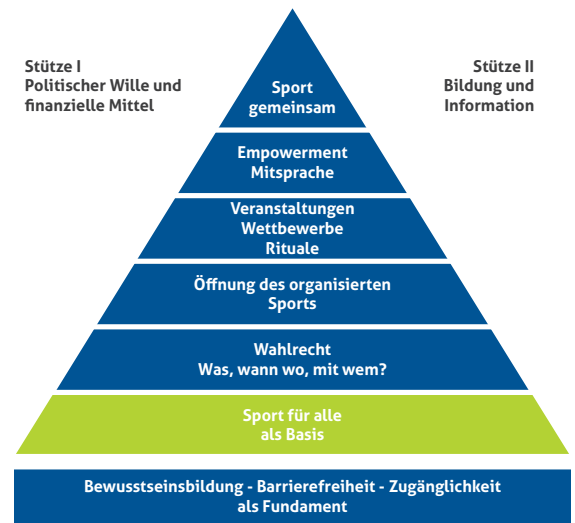 Stütze I
Politischer Wille und
finanzielle Mittel
Stütze II
Bildung und
Information
Sport
gemeinsam
Empowerment
Mitsprache
Veranstaltungen
Wettbewerbe
Rituale
Öffnung des organisierten
Sports
Wahlrecht
Was, wann wo, mit wem?
Sport für alle
als Basis
Bewusstseinsbildung - Barrierefreiheit - Zugänglichkeit
als Fundament